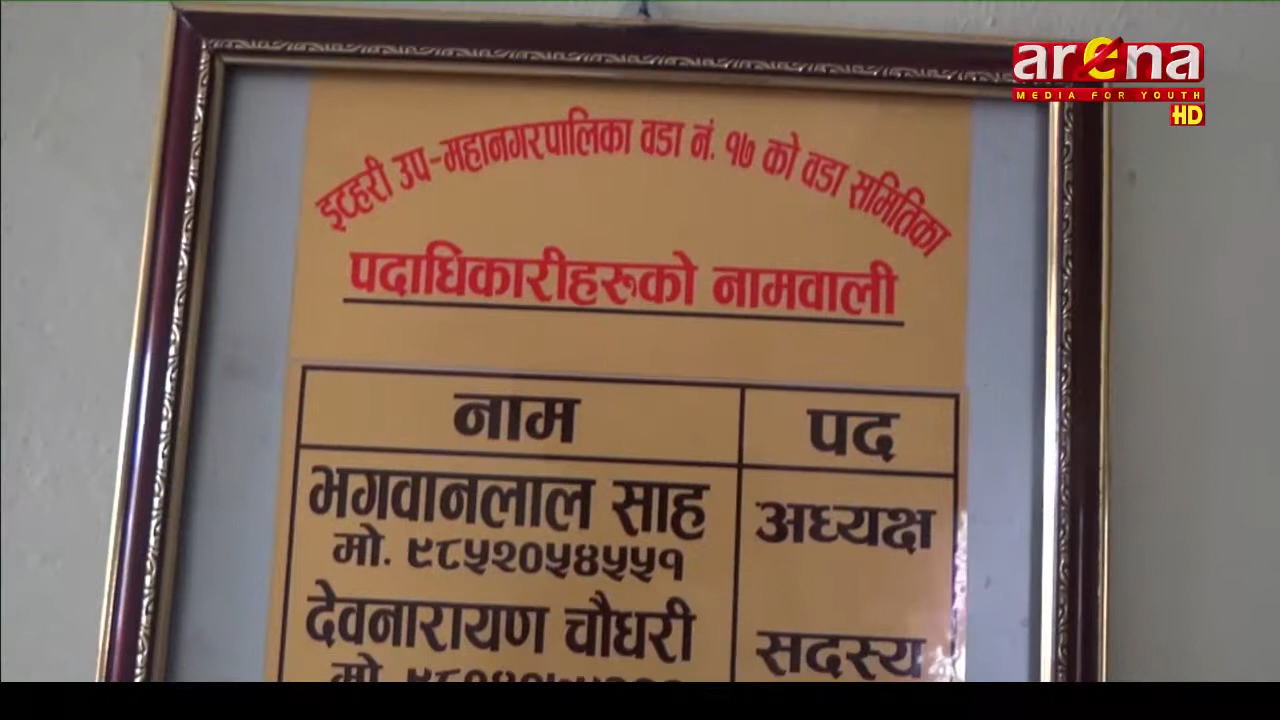 arena
MEDIA FOR YOUTH
HD
इटहरी उप-महानगरपालिका वडा नं. १७ को वडा समितिका
पदाधिकारीहरुको नामवाली
नाम पद
भगवानलाल साह अध्यक्ष
मो. ९८५२०५४५५१
देवनारायण चौधरी सदस्य
मो.